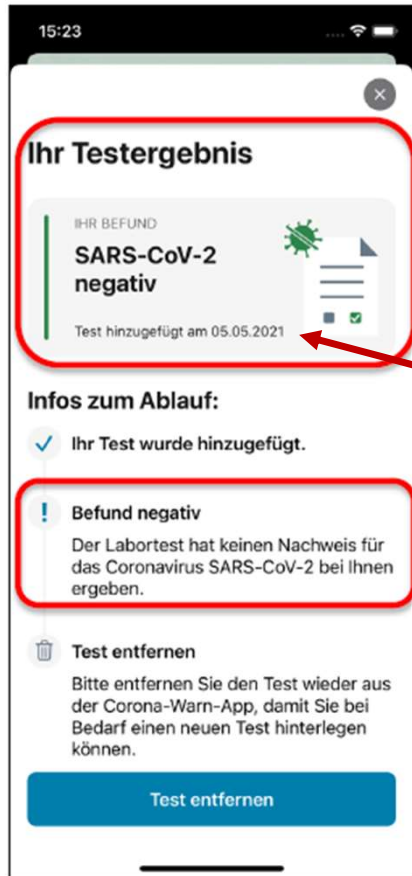 15:23
Ihr Testergebnis
IHR BEFUND
SARS-CoV-2
negativ
Test hinzugefügt am 05.05.2021
Infos zum Ablauf:
Ihr Test wurde hinzugefügt.
Befund negativ
Der Labortest hat keinen Nachweis für
das Coronavirus SARS-CoV-2 bei Ihnen
ergeben.
Test entfernen
Bitte entfernen Sie den Test wieder aus
der Corona-Warn-App, damit Sie bei
Bedarf einen neuen Test hinterlegen
können.
Test entfernen